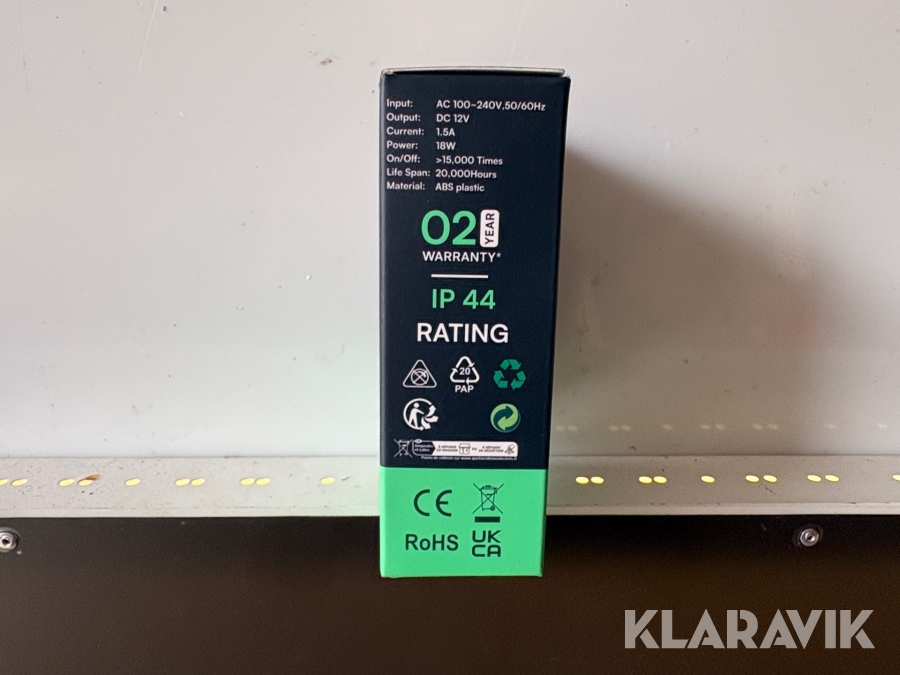 Input: AC 100~240V,50/60Hz
Output: DC 12V
Current: 1.5A
Power: 18W
On/Off: >15,000 Times
Life Span: 20,000Hours
Material: ABS plastic
02 YEAR
WARRANTY*
IP 44
RATING
20
PAP
CE
RoHS UK
CA
KLARAVIK